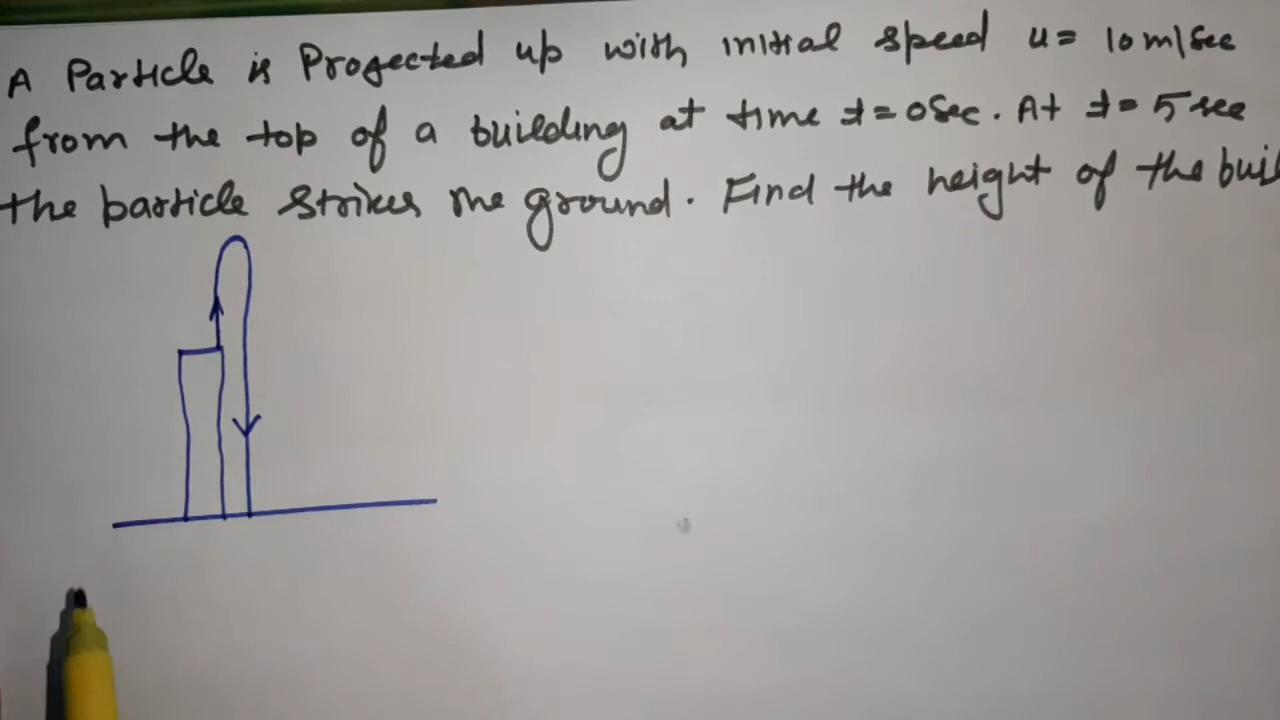 A Particle is Projected up with initial speed u = 10 m/sec
from the top of a building at time t = 0 sec. At t = 5 sec
the particle strikes the ground. Find the height of the buil